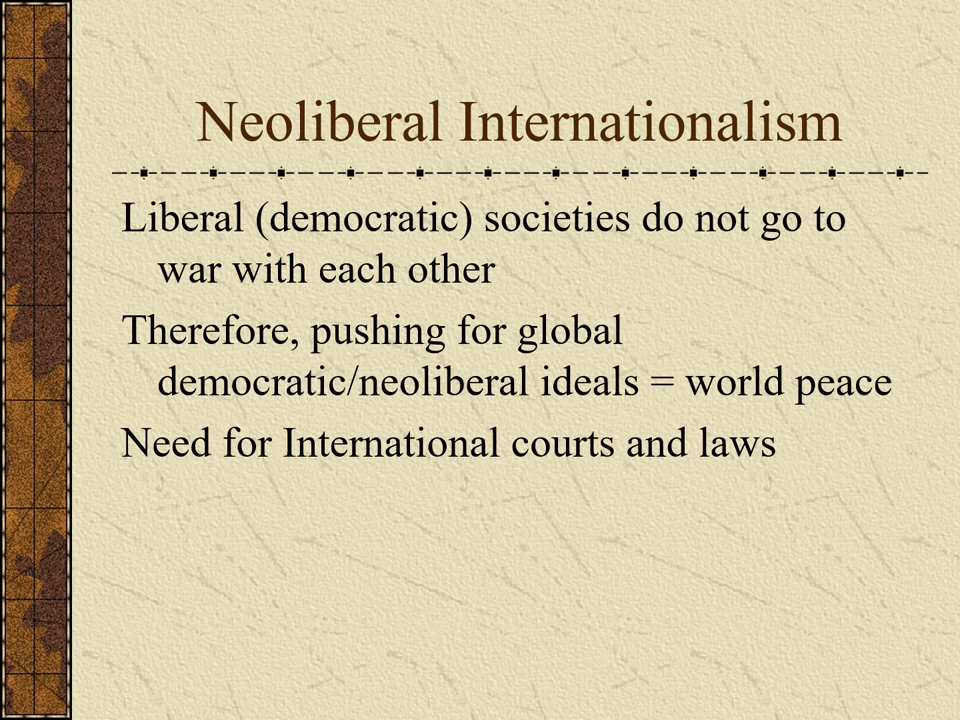 Neoliberal Internationalism
Liberal (democratic) societies do not go to
war with each other
Therefore, pushing for global
democratic/neoliberal ideals = world peace
Need for International courts and laws